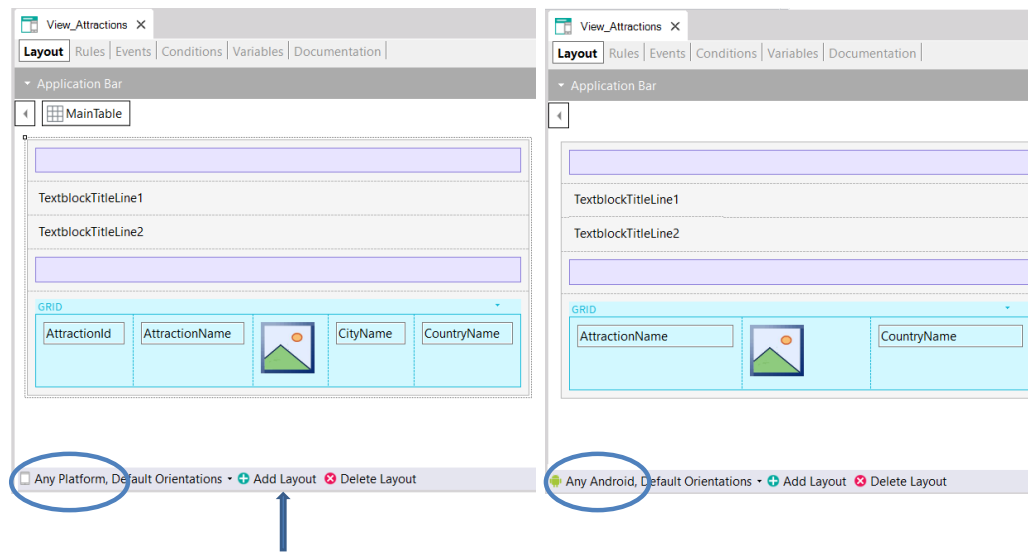 View_Attractions
Layout Rules Events Conditions Variables Documentation
Application Bar
MainTable
TextblockTitleLine1
TextblockTitleLine2
GRID
AttractionId AttractionName CityName CountryName
Any Platform, Default Orientations Add Layout Delete Layout
View_Attractions
Layout Rules Events Conditions Variables Documentation
Application Bar
TextblockTitleLine1
TextblockTitleLine2
GRID
AttractionName CountryName
Any Android, Default Orientations Add Layout Delete Layout